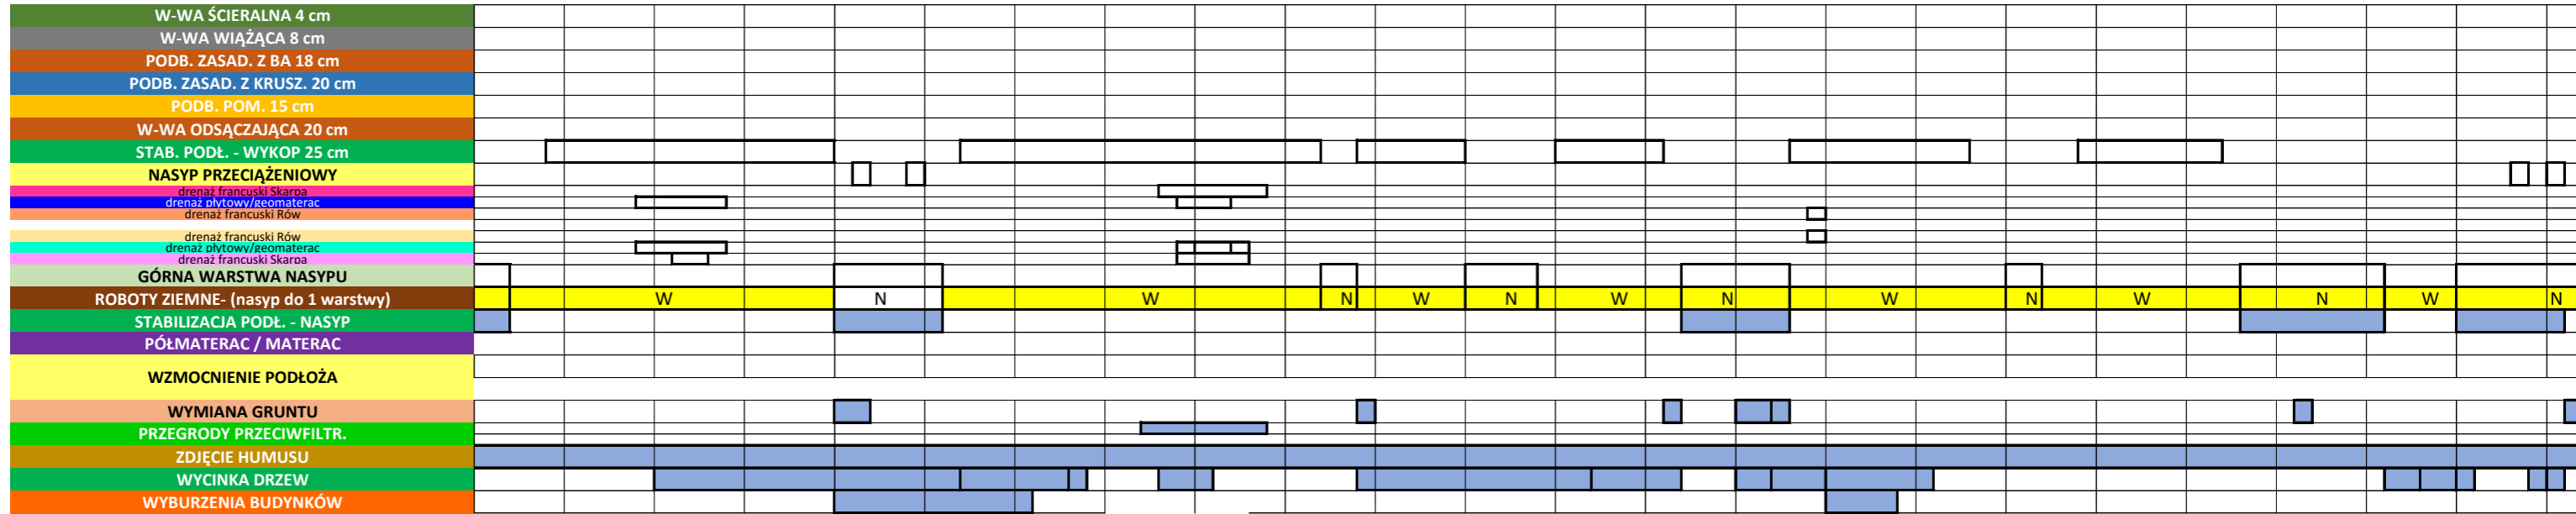 W-WA ŚCIERALNA 4 cm
W-WA WIĄŻĄCA 8 cm
PODB. ZASAD. Z BA 18 cm
PODB. ZASAD. Z KRUSZ. 20 cm
PODB. POM. 15 cm
W-WA ODSĄCZAJĄCA 20 cm
STAB. PODŁ. - WYKOP 25 cm
NASYP PRZECIĄŻENIOWY
drenaż francuski Skarpa
drenaż płytowy/geomaterac
drenaż francuski Rów
drenaż francuski Rów
drenaż płytowy/geomaterac
drenaż francuski Skarpa
GÓRNA WARSTWA NASYPU
ROBOTY ZIEMNE- (nasyp do 1 warstwy) W N W N W N W N W N W N W N
STABILIZACJA PODŁ. - NASYP
PÓŁMATERAC / MATERAC
WZMOCNIENIE PODŁOŻA
WYMIANA GRUNTU
PRZEGRODY PRZECIWFILTR.
ZDJĘCIE HUMUSU
WYCINKA DRZEW
WYBURZENIA BUDYNKÓW